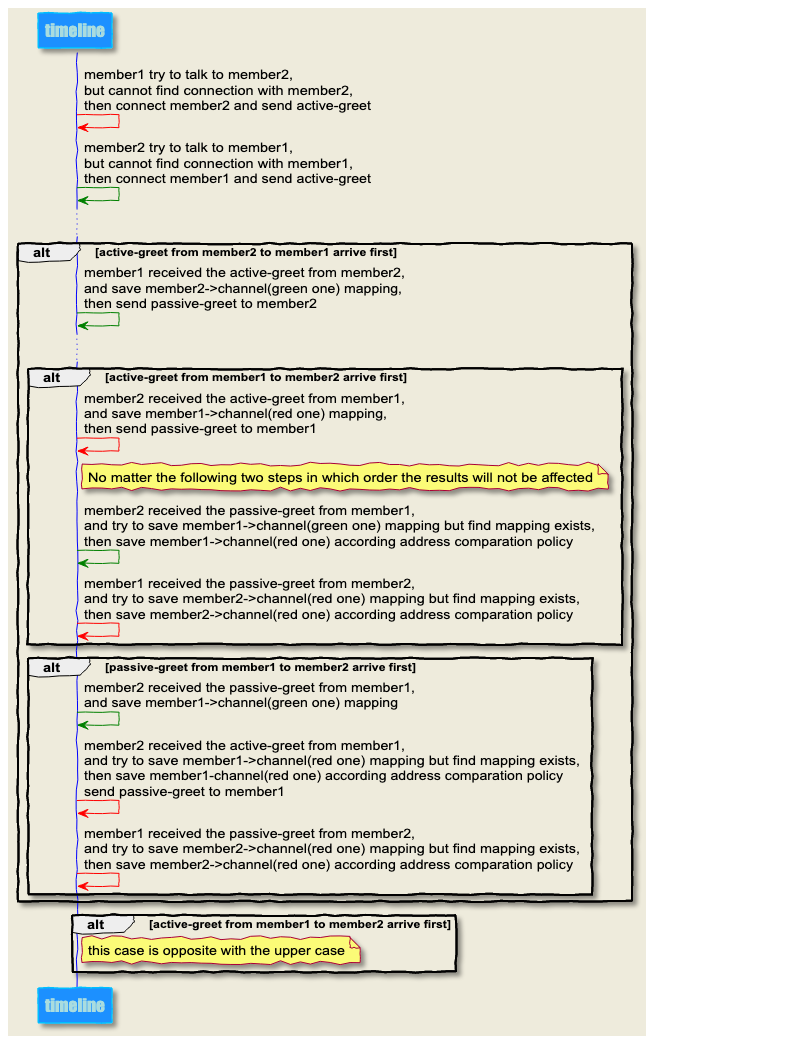 timeline
member1 try to talk to member2,
but cannot find connection with member2,
then connect member2 and send active-greet
member2 try to talk to member1,
but cannot find connection with member1,
then connect member1 and send active-greet
alt [active-greet from member2 to member1 arrive first]
member1 received the active-greet from member2,
and save member2->channel(green one) mapping,
then send passive-greet to member2
alt [active-greet from member1 to member2 arrive first]
member2 received the active-greet from member1,
and save member1->channel(red one) mapping,
then send passive-greet to member1
No matter the following two steps in which order the results will not be affected
member2 received the passive-greet from member1,
and try to save member1->channel(green one) mapping but find mapping exists,
then save member1->channel(red one) according address comparation policy
member1 received the passive-greet from member2,
and try to save member2->channel(red one) mapping but find mapping exists,
then save member2->channel(red one) according address comparation policy
alt [passive-greet from member1 to member2 arrive first]
member2 received the passive-greet from member1,
and save member1->channel(green one) mapping
member2 received the active-greet from member1,
and try to save member1->channel(red one) mapping but find mapping exists,
then save member1-channel(red one) according address comparation policy
send passive-greet to member1
member1 received the passive-greet from member2,
and try to save member2->channel(red one) mapping but find mapping exists,
then save member2->channel(red one) according address comparation policy
alt [active-greet from member1 to member2 arrive first]
this case is opposite with the upper case
timeline